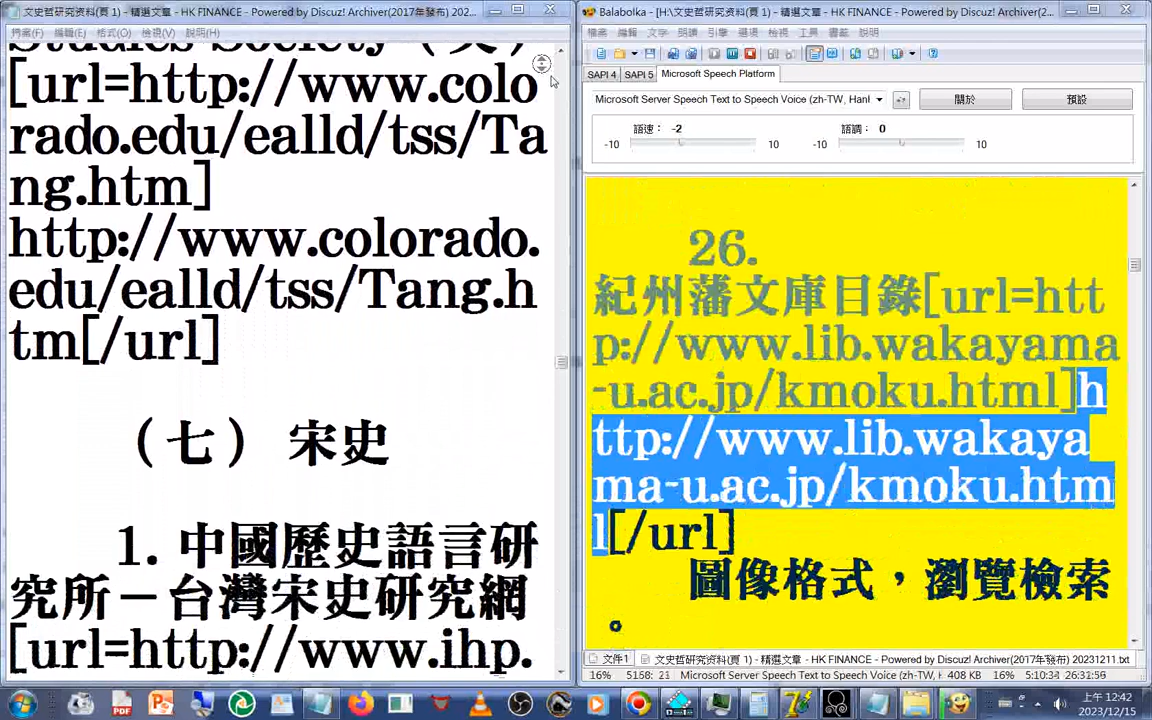 文史哲研究资料(頁 1) - 精選文章 - HK FINANCE - Powered by Discuz! Archiver(2017年發布) 202...
檔案(F) 編輯(E) 格式(O) 檢視(V) 說明(H)
Studies Society（英）
[url=http://www.colo
rado.edu/ealld/tss/Ta
ng.htm]
http://www.colorado.
edu/ealld/tss/Tang.h
tm[/url]
（七） 宋史
1. 中國歷史語言研
究所－台灣宋史研究網
[url=http://www.ihp.
Balabolka - [H:\文史哲研究资料(頁 1) - 精選文章 - HK FINANCE - Powered by Discuz! Archiver(2...
檔案 編輯 文字 朗讀 引擎 選項 檢視 工具 書籤 說明
SAPI 4 SAPI 5 Microsoft Speech Platform
Microsoft Server Speech Text to Speech Voice (zh-TW, Hanl
關於
預設
語速： -2
語調： 0
-10 10 -10 10
26.
紀州藩文庫目錄[url=htt
p://www.lib.wakayama
-u.ac.jp/kmoku.html]h
ttp://www.lib.wakaya
ma-u.ac.jp/kmoku.htm
l[/url]
圖像格式，瀏覽檢索
。
文件1 文史哲研究资料(頁 1) - 精選文章 - HK FINANCE - Powered by Discuz! Archiver(2017年發布) 20231211.txt
16% 5168: 21 Microsoft Server Speech Text to Speech Voice (zh-TW, H 408 KB 16% 5:10:34 26:31:56
上午 12:42
2023/12/15